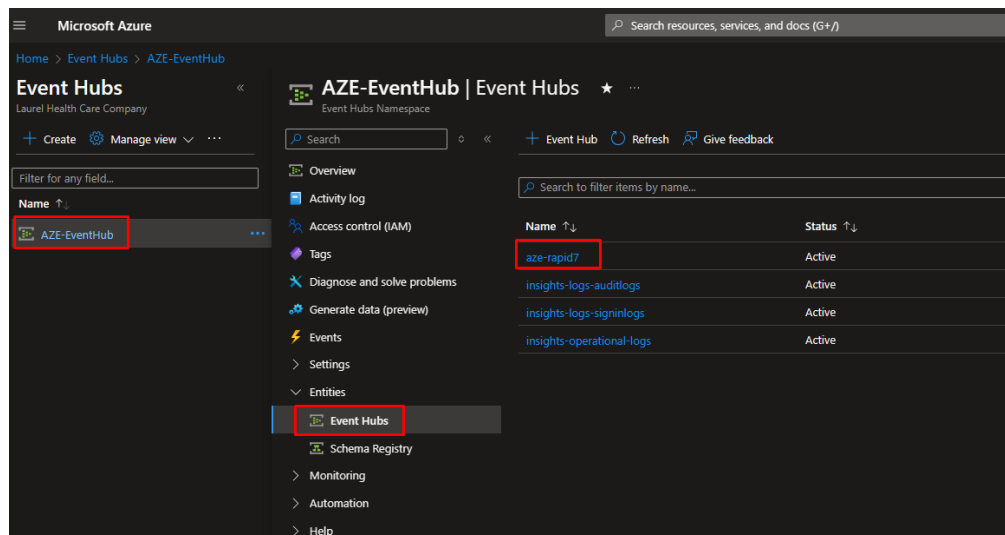 Microsoft Azure
Search resources, services, and docs (G+/)
Home > Event Hubs > AZE-EventHub
Event Hubs
Laurel Health Care Company
Create
Manage view
Filter for any field...
Name
AZE-EventHub
AZE-EventHub | Event Hubs
Event Hubs Namespace
Search
Overview
Activity log
Access control (IAM)
Tags
Diagnose and solve problems
Generate data (preview)
Events
Settings
Entities
Event Hubs
Schema Registry
Monitoring
Automation
Help
Event Hub
Refresh
Give feedback
Search to filter items by name...
Name Status
aze-rapid7 Active
insights-logs-auditlogs Active
insights-logs-signinlogs Active
insights-operational-logs Active